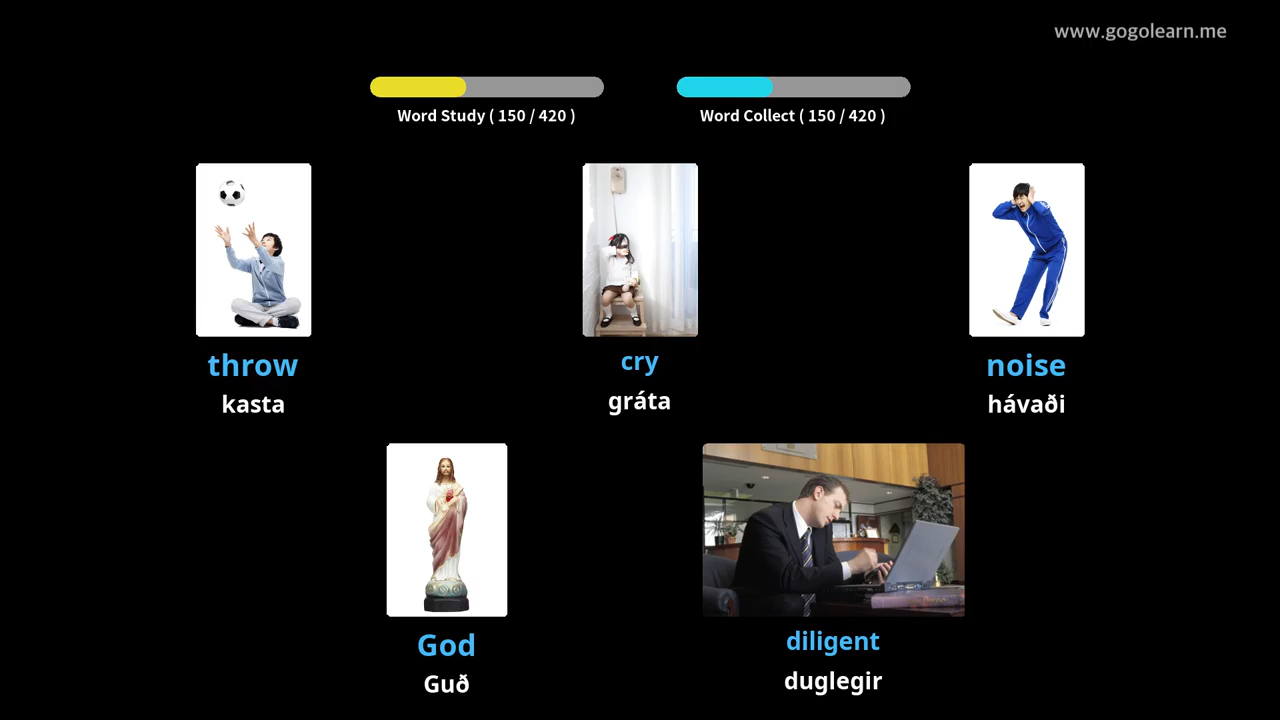 www.gogolearn.me
Word Study ( 150 / 420 )
Word Collect ( 150 / 420 )
throw
kasta
cry
gráta
noise
hávaði
God
Guð
diligent
duglegir